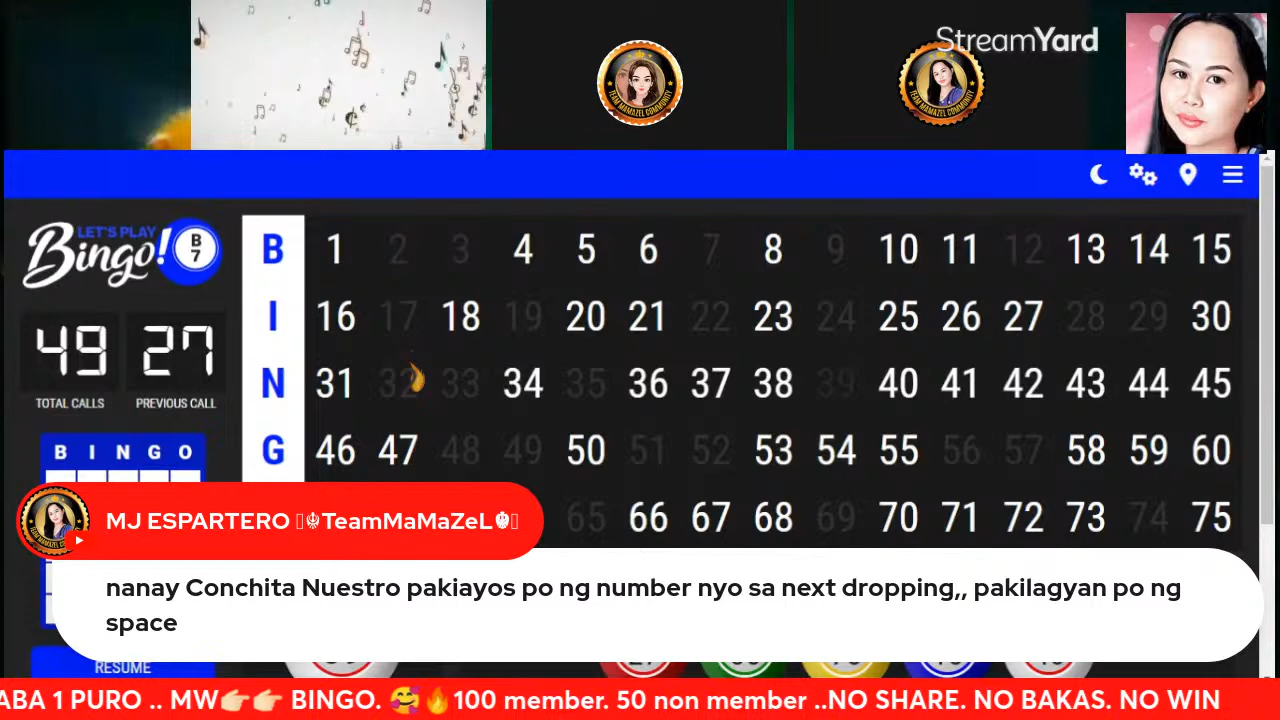 StreamYard
LET'S PLAY
Bingo!
B
7
49
27
TOTAL CALLS
PREVIOUS CALL
B I N G O
B 1 2 3 4 5 6 7 8 9 10 11 12 13 14 15
I 16 17 18 19 20 21 22 23 24 25 26 27 28 29 30
N 31 32 33 34 35 36 37 38 39 40 41 42 43 44 45
G 46 47 48 49 50 51 52 53 54 55 56 57 58 59 60
65 66 67 68 69 70 71 72 73 74 75
MJ ESPARTERO TeamMaMaZeL
nanay Conchita Nuestro pakiayos po ng number nyo sa next dropping,, pakilagyan po ng
space
RESUME
ABA 1 PURO .. MW👉🏼👉🏼 BINGO. 🥰🔥100 member. 50 non member ..NO SHARE. NO BAKAS. NO WIN